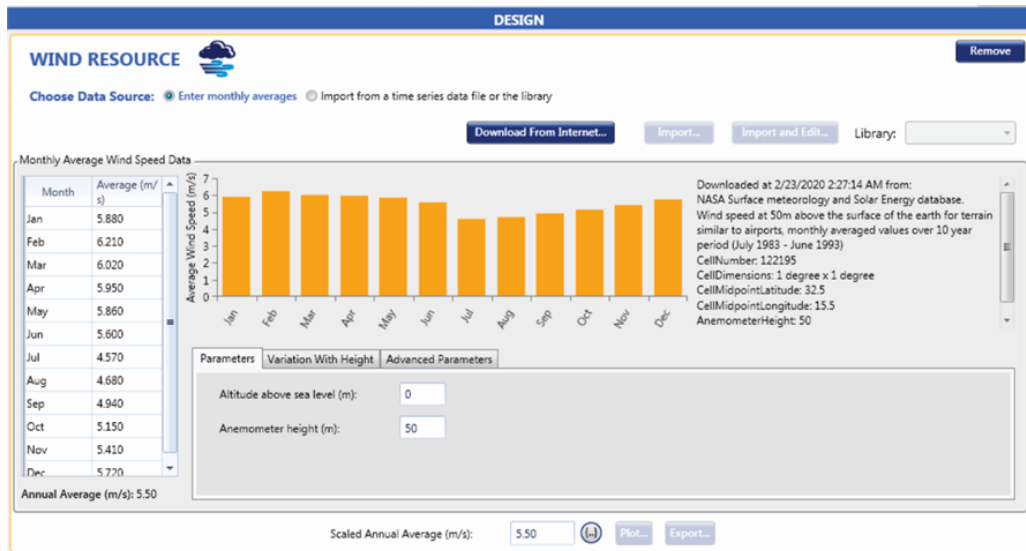 DESIGN
WIND RESOURCE
Remove
Choose Data Source: Enter monthly averages Import from a time series data file or the library
Download From Internet... Import... Import and Edit... Library:
Monthly Average Wind Speed Data
Month Average (m/s)
Jan 5.880
Feb 6.210
Mar 6.020
Apr 5.950
May 5.860
Jun 5.600
Jul 4.570
Aug 4.680
Sep 4.940
Oct 5.150
Nov 5.410
Dec 5.720
Annual Average (m/s): 5.50
Average Wind Speed (m/s)
7
6
5
4
3
2
1
0
Jan Feb Mar Apr May Jun Jul Aug Sep Oct Nov Dec
Downloaded at 2/23/2020 2:27:14 AM from:
NASA Surface meteorology and Solar Energy database.
Wind speed at 50m above the surface of the earth for terrain
similar to airports, monthly averaged values over 10 year
period (July 1983 - June 1993)
CellNumber: 122195
CellDimensions: 1 degree x 1 degree
CellMidpointLatitude: 32.5
CellMidpointLongitude: 15.5
AnemometerHeight: 50
Parameters Variation With Height Advanced Parameters
Altitude above sea level (m): 0
Anemometer height (m): 50
Scaled Annual Average (m/s): 5.50 {..} Plot... Export...